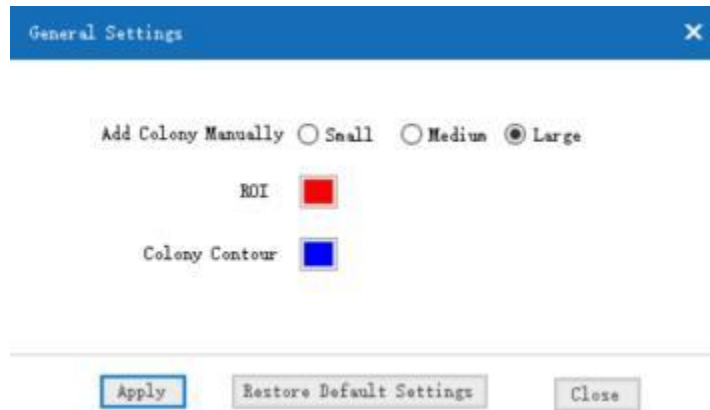 General Settings
Add Colony Manually Small Medium Large
ROI
Colony Contour
Apply Restore Default Settings Close